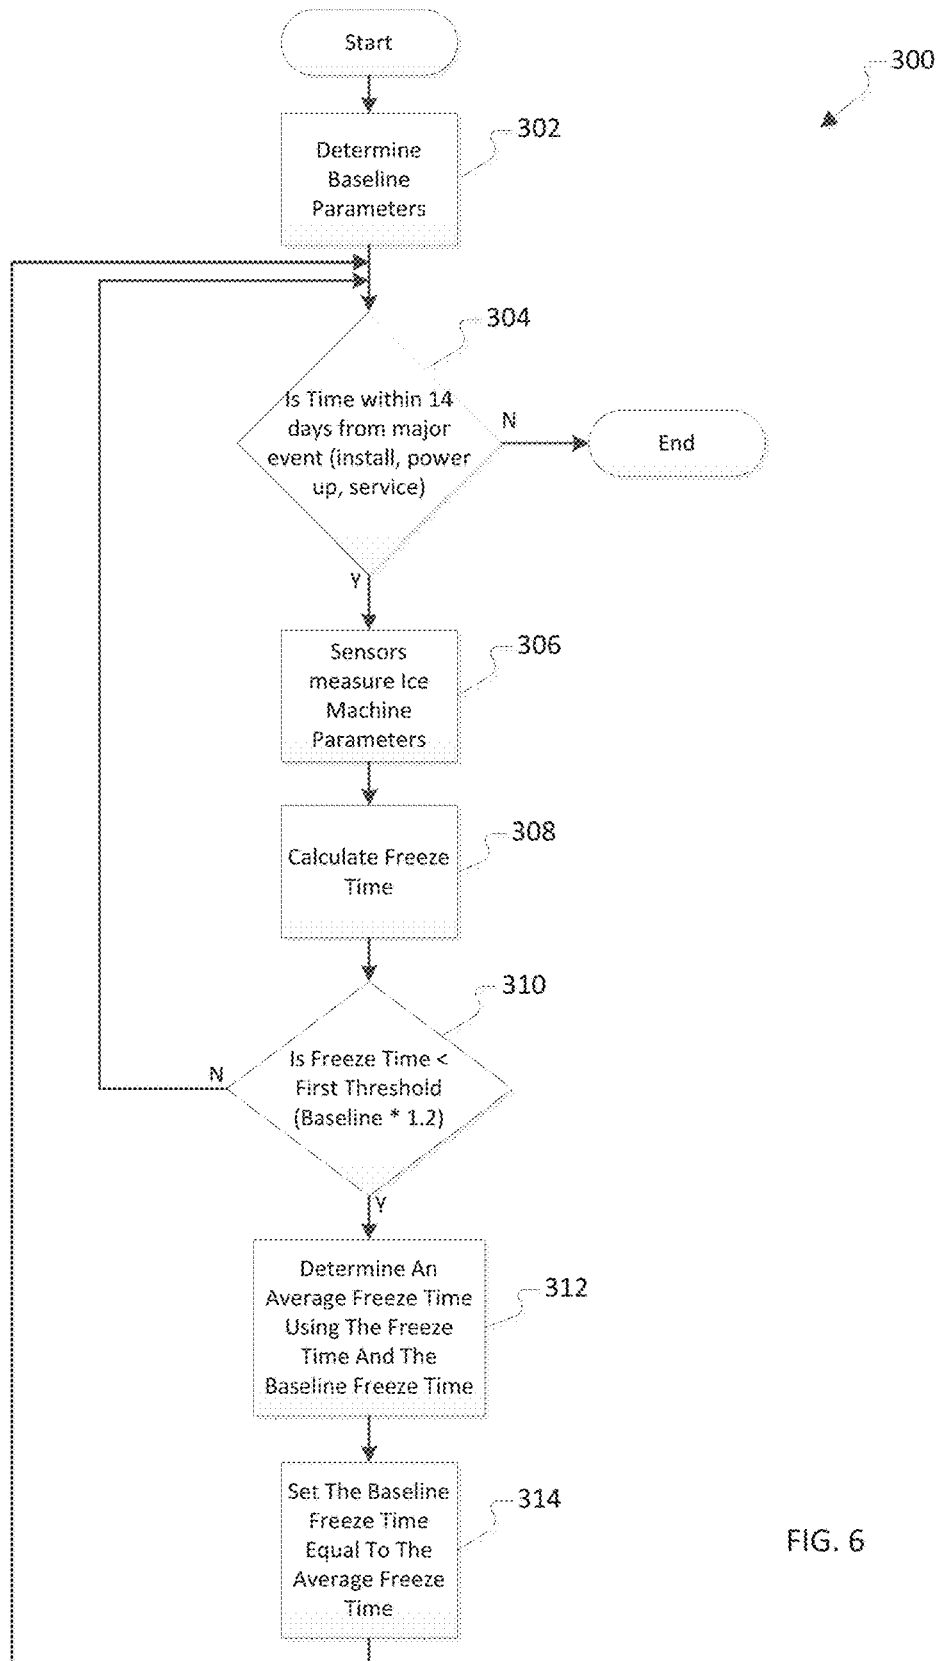 Start
300
302
Determine
Baseline
Parameters
304
Is Time within 14
days from major
event (install, power
up, service)
N
End
Y
306
Sensors
measure Ice
Machine
Parameters
308
Calculate Freeze
Time
310
Is Freeze Time <
First Threshold
(Baseline * 1.2)
N
Y
Determine An
Average Freeze Time
Using The Freeze
Time And The
Baseline Freeze Time
312
Set The Baseline
Freeze Time
Equal To The
Average Freeze
Time
314
FIG. 6